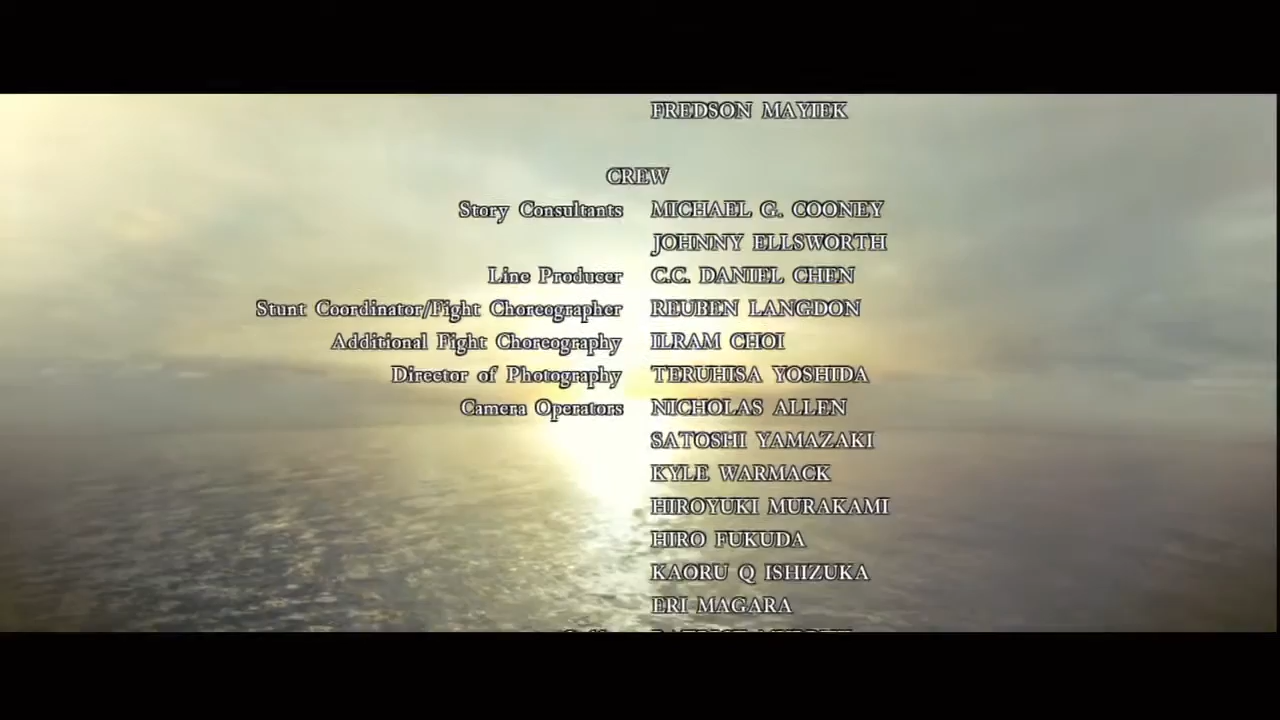 FREDSON MAYIEK
CREW
Story Consultants MICHAEL G. COONEY
JOHNNY ELLSWORTH
Line Producer C.C. DANIEL CHEN
Stunt Coordinator/Fight Choreographer REUBEN LANGDON
Additional Fight Choreography ILRAM CHOI
Director of Photography TERUHISA YOSHIDA
Camera Operators NICHOLAS ALLEN
SATOSHI YAMAZAKI
KYLE WARMACK
HIROYUKI MURAKAMI
HIRO FUKUDA
KAORU Q ISHIZUKA
ERI MAGARA